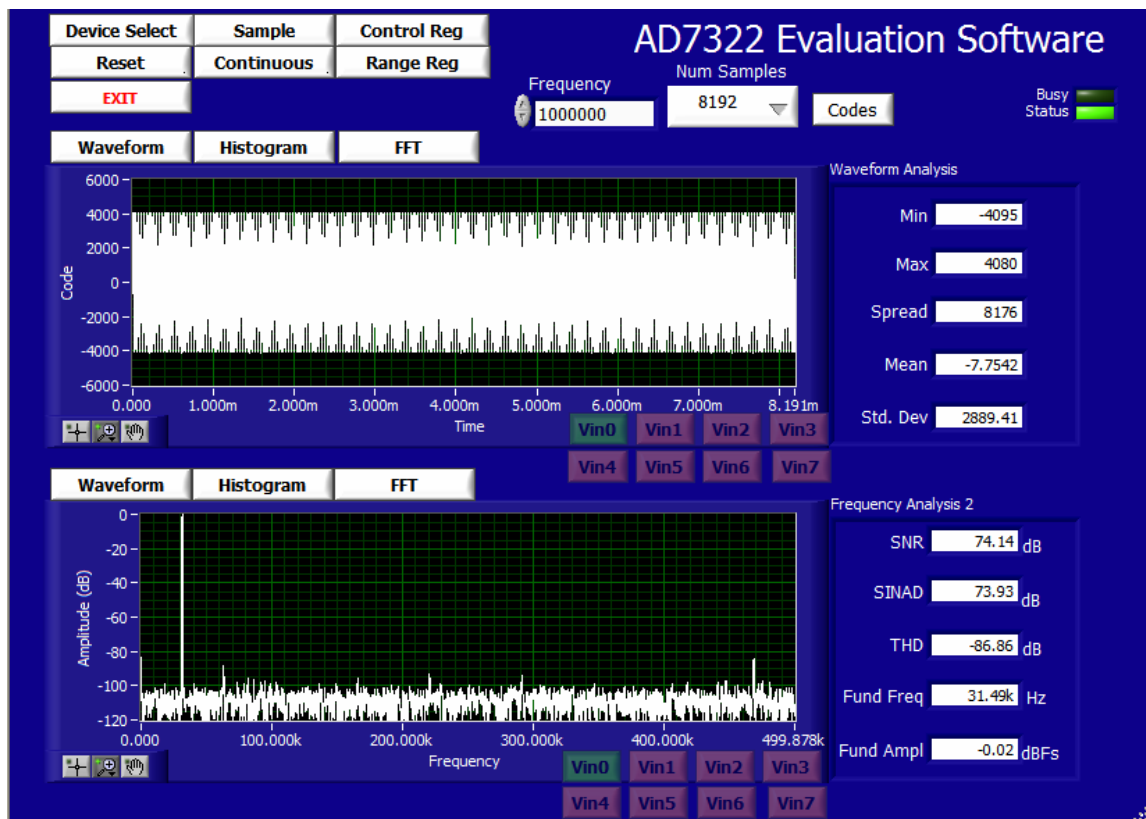 Device Select Sample Control Reg
AD7322 Evaluation Software
Reset Continuous Range Reg
EXIT
Frequency
1000000
Num Samples
8192
Codes
Busy
Status
Waveform Histogram FFT
6000
4000
2000
0
-2000
-4000
-6000
Code
0.000 1.000m 2.000m 3.000m 4.000m 5.000m 6.000m 7.000m 8.191m
Time
Vin0 Vin1 Vin2 Vin3
Vin4 Vin5 Vin6 Vin7
Waveform Analysis
Min -4095
Max 4080
Spread 8176
Mean -7.7542
Std. Dev 2889.41
Waveform Histogram FFT
0
-20
-40
-60
-80
-100
-120
Amplitude (dB)
0.000 100.000k 200.000k 300.000k 400.000k 499.878k
Frequency
Vin0 Vin1 Vin2 Vin3
Vin4 Vin5 Vin6 Vin7
Frequency Analysis 2
SNR 74.14 dB
SINAD 73.93 dB
THD -86.86 dB
Fund Freq 31.49k Hz
Fund Ampl -0.02 dBFs